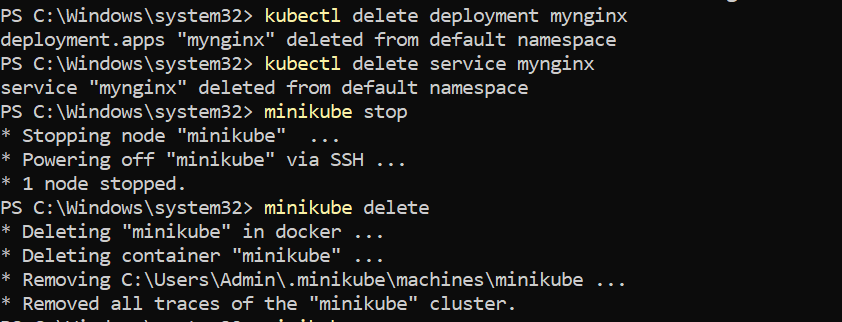 PS C:\Windows\system32> kubectl delete deployment mynginx
deployment.apps "mynginx" deleted from default namespace
PS C:\Windows\system32> kubectl delete service mynginx
service "mynginx" deleted from default namespace
PS C:\Windows\system32> minikube stop
* Stopping node "minikube"  ...
* Powering off "minikube" via SSH ...
* 1 node stopped.
PS C:\Windows\system32> minikube delete
* Deleting "minikube" in docker ...
* Deleting container "minikube" ...
* Removing C:\Users\Admin\.minikube\machines\minikube ...
* Removed all traces of the "minikube" cluster.